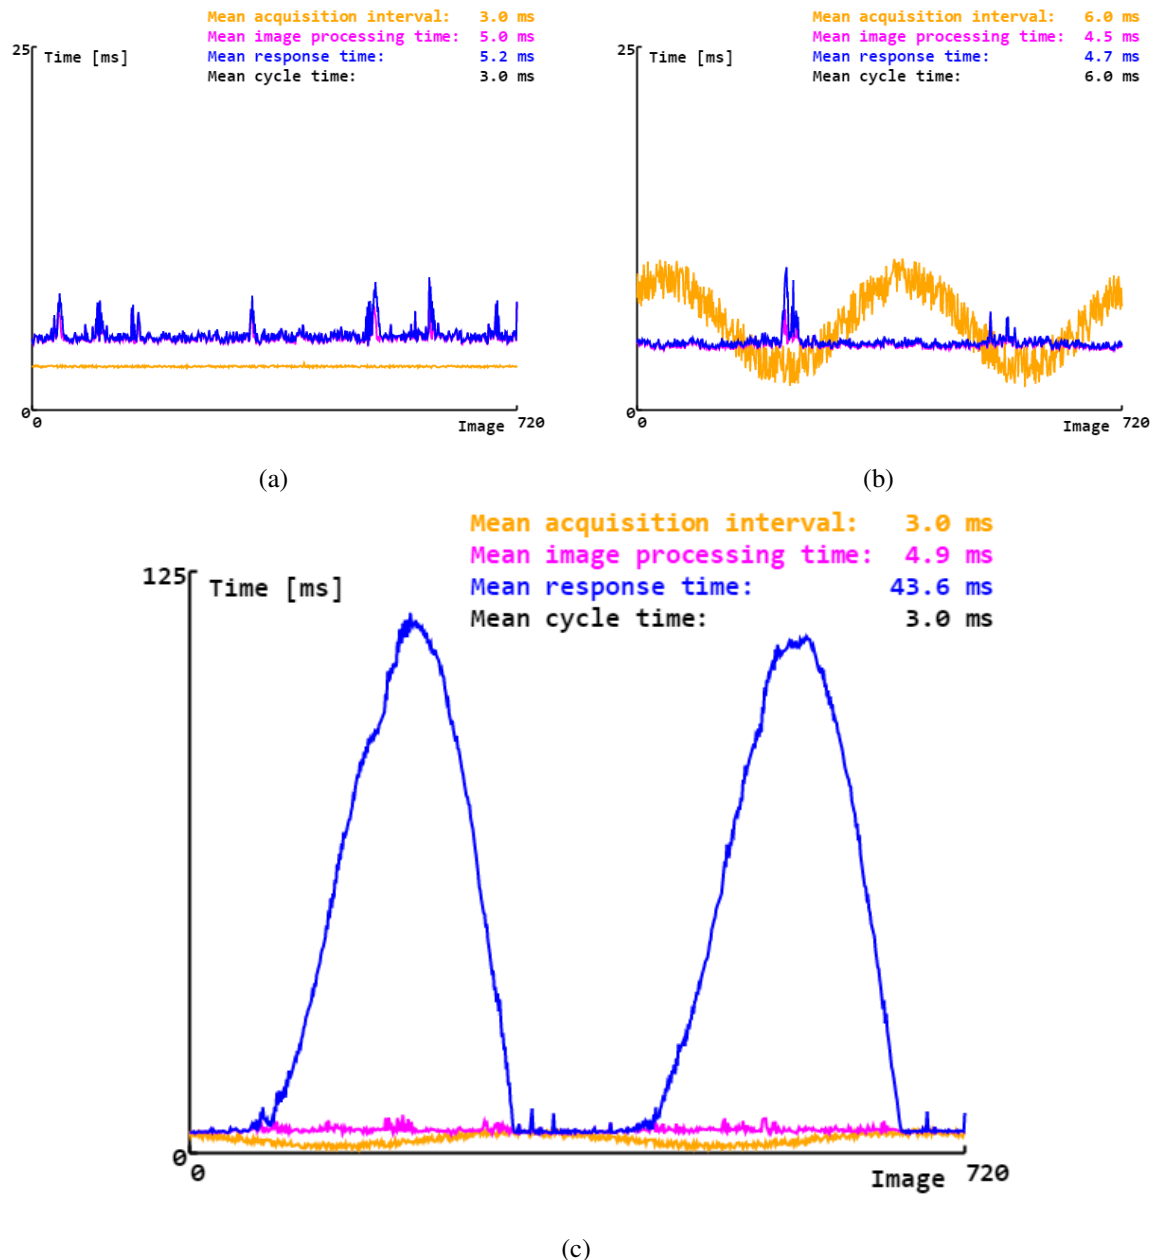 Mean acquisition interval: 3.0 ms
Mean image processing time: 5.0 ms
25 Time [ms] Mean response time: 5.2 ms
Mean cycle time: 3.0 ms
0
0 Image 720
(a)
Mean acquisition interval: 6.0 ms
Mean image processing time: 4.5 ms
25 Time [ms] Mean response time: 4.7 ms
Mean cycle time: 6.0 ms
0
0 Image 720
(b)
Mean acquisition interval: 3.0 ms
Mean image processing time: 4.9 ms
125 Time [ms] Mean response time: 43.6 ms
Mean cycle time: 3.0 ms
0
0 Image 720
(c)